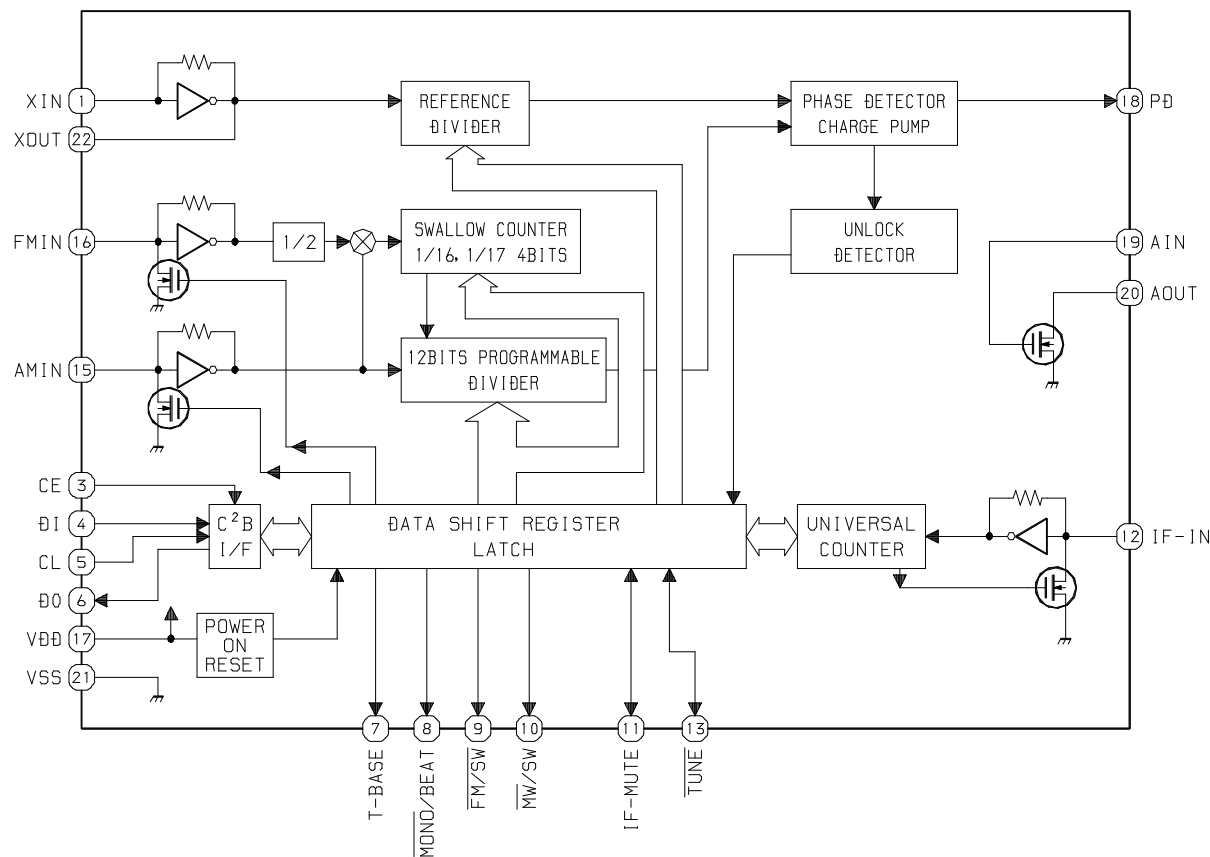 XIN 1
XOUT 22
REFERENCE
DIVIDER
PHASE DETECTOR
CHARGE PUMP
18 PD
FMIN 16
1/2
SWALLOW COUNTER
1/16, 1/17 4BITS
UNLOCK
DETECTOR
19 AIN
20 AOUT
AMIN 15
12BITS PROGRAMMABLE
DIVIDER
CE 3
DI 4
CL 5
DO 6
VDD 17
VSS 21
C²B
I/F
DATA SHIFT REGISTER
LATCH
UNIVERSAL
COUNTER
12 IF-IN
POWER
ON
RESET
7
8
9
10
11
13
T-BASE
MONO/BEAT
FM/SW
MW/SW
IF-MUTE
TUNE